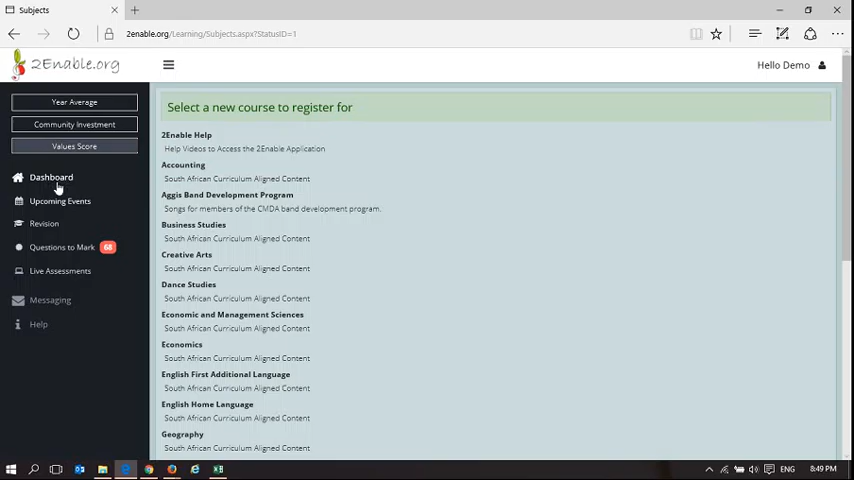 Subjects
2enable.org/Learning/Subjects.aspx?StatusID=1
2Enable.org
Hello Demo
Year Average
Community Investment
Values Score
Dashboard
Upcoming Events
Revision
Questions to Mark 68
Live Assessments
Messaging
Help
Select a new course to register for
2Enable Help
Help Videos to Access the 2Enable Application
Accounting
South African Curriculum Aligned Content
Aggis Band Development Program
Songs for members of the CMDA band development program.
Business Studies
South African Curriculum Aligned Content
Creative Arts
South African Curriculum Aligned Content
Dance Studies
South African Curriculum Aligned Content
Economic and Management Sciences
South African Curriculum Aligned Content
Economics
South African Curriculum Aligned Content
English First Additional Language
South African Curriculum Aligned Content
English Home Language
South African Curriculum Aligned Content
Geography
South African Curriculum Aligned Content
ENG
8:49 PM